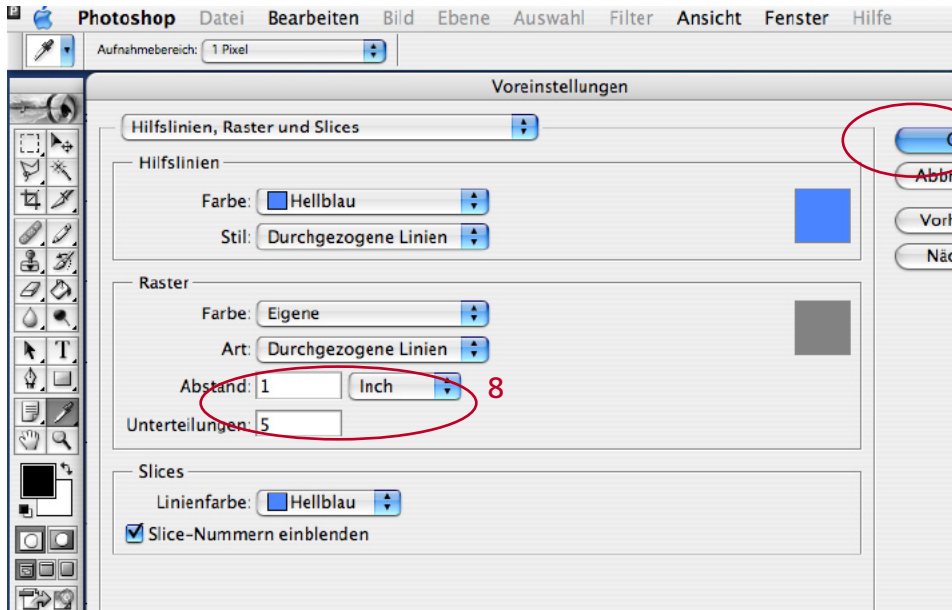 Photoshop Datei Bearbeiten Bild Ebene Auswahl Filter Ansicht Fenster Hilfe
Aufnahmebereich: 1 Pixel
Voreinstellungen
Hilfslinien, Raster und Slices
Hilfslinien
Farbe: Hellblau
Stil: Durchgezogene Linien
Vorh
Nä
Raster
Farbe: Eigene
Art: Durchgezogene Linien
Abstand: 1 Inch 8
Unterteilungen: 5
Slices
Linienfarbe: Hellblau
Slice-Nummern einblenden